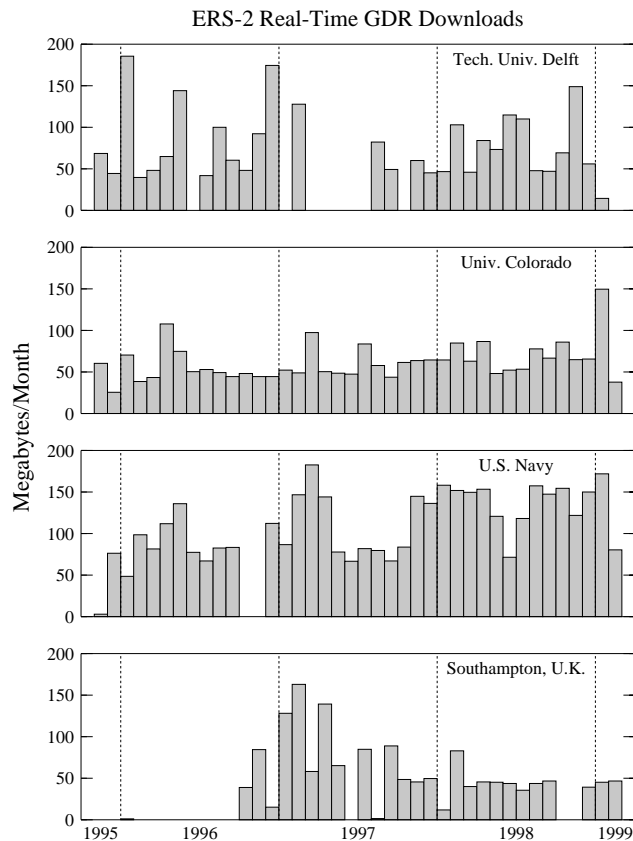 ERS-2 Real-Time GDR Downloads
Megabytes/Month
200
150
100
50
0
Tech. Univ. Delft
200
150
100
50
0
Univ. Colorado
200
150
100
50
0
U.S. Navy
200
150
100
50
0
Southampton, U.K.
1995 1996 1997 1998 1999